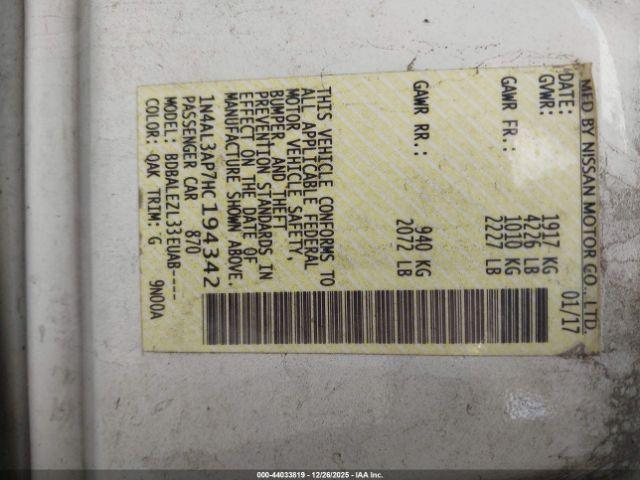 MFD BY NISSAN MOTOR CO., LTD.
DATE: 01/17
GVWR: 1917 KG
4226 LB
GAWR FR.: 1010 KG
2227 LB
GAWR RR.: 940 KG
2072 LB
THIS VEHICLE CONFORMS TO
ALL APPLICABLE FEDERAL
MOTOR VEHICLE SAFETY,
BUMPER, AND THEFT
PREVENTION STANDARDS IN
EFFECT ON THE DATE OF
MANUFACTURE SHOWN ABOVE.
1N4AL3AP7HC194342
PASSENGER CAR 870
MODEL: BDBALEZL33EUAB----
COLOR: QAK TRIM: G 9N00A
000-44033819 - 12/26/2025 - IAA Inc.